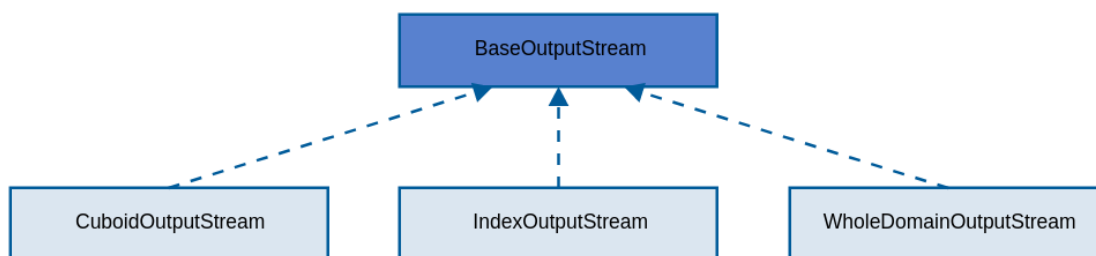 BaseOutputStream
CuboidOutputStream
IndexOutputStream
WholeDomainOutputStream